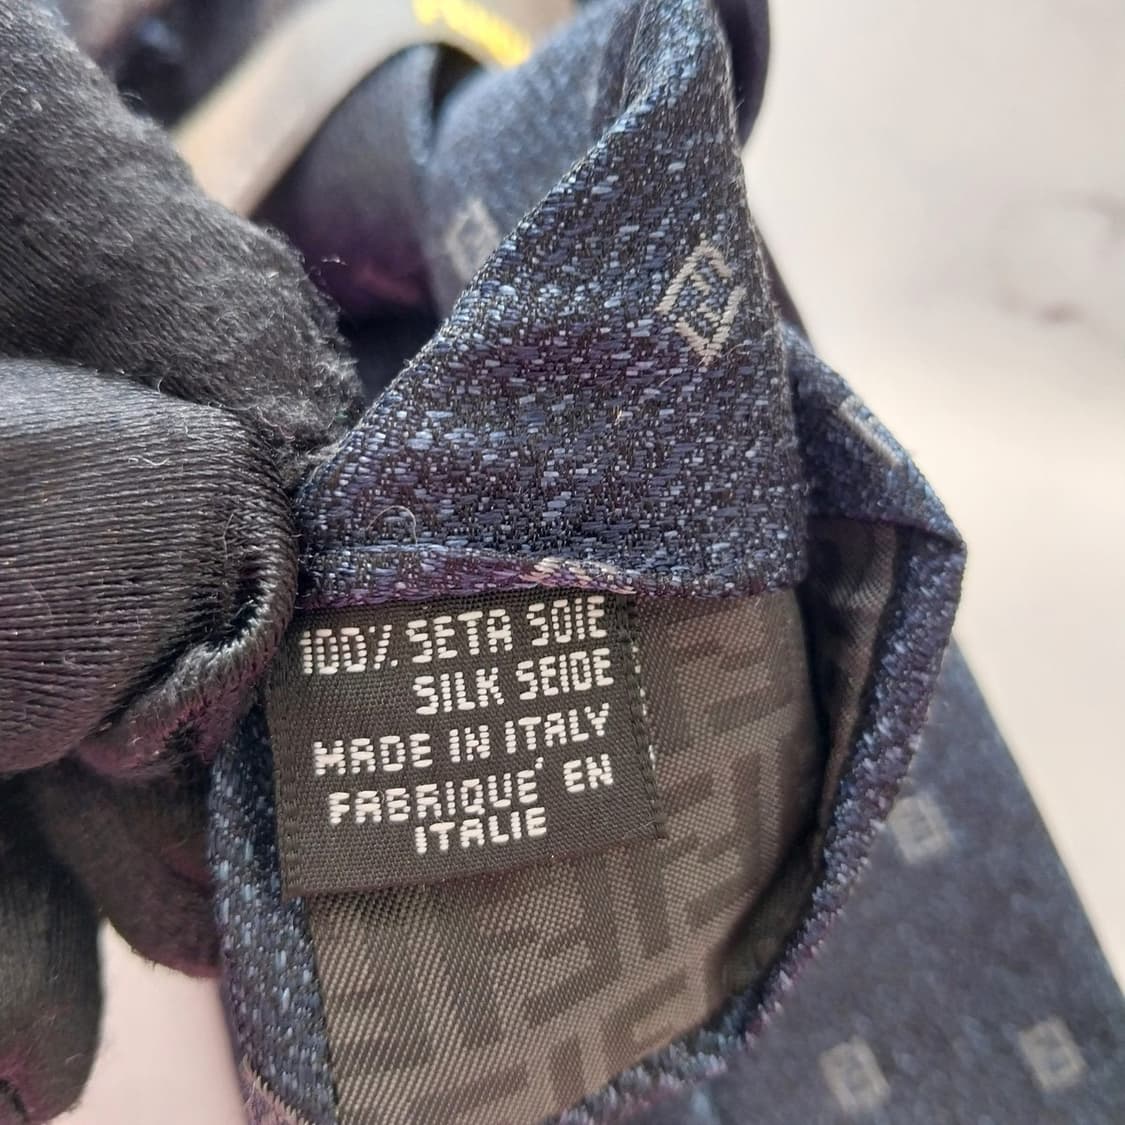 100% SETA SOIE
SILK SEIDE
MADE IN ITALY
FABRIQUE' EN
ITALIE